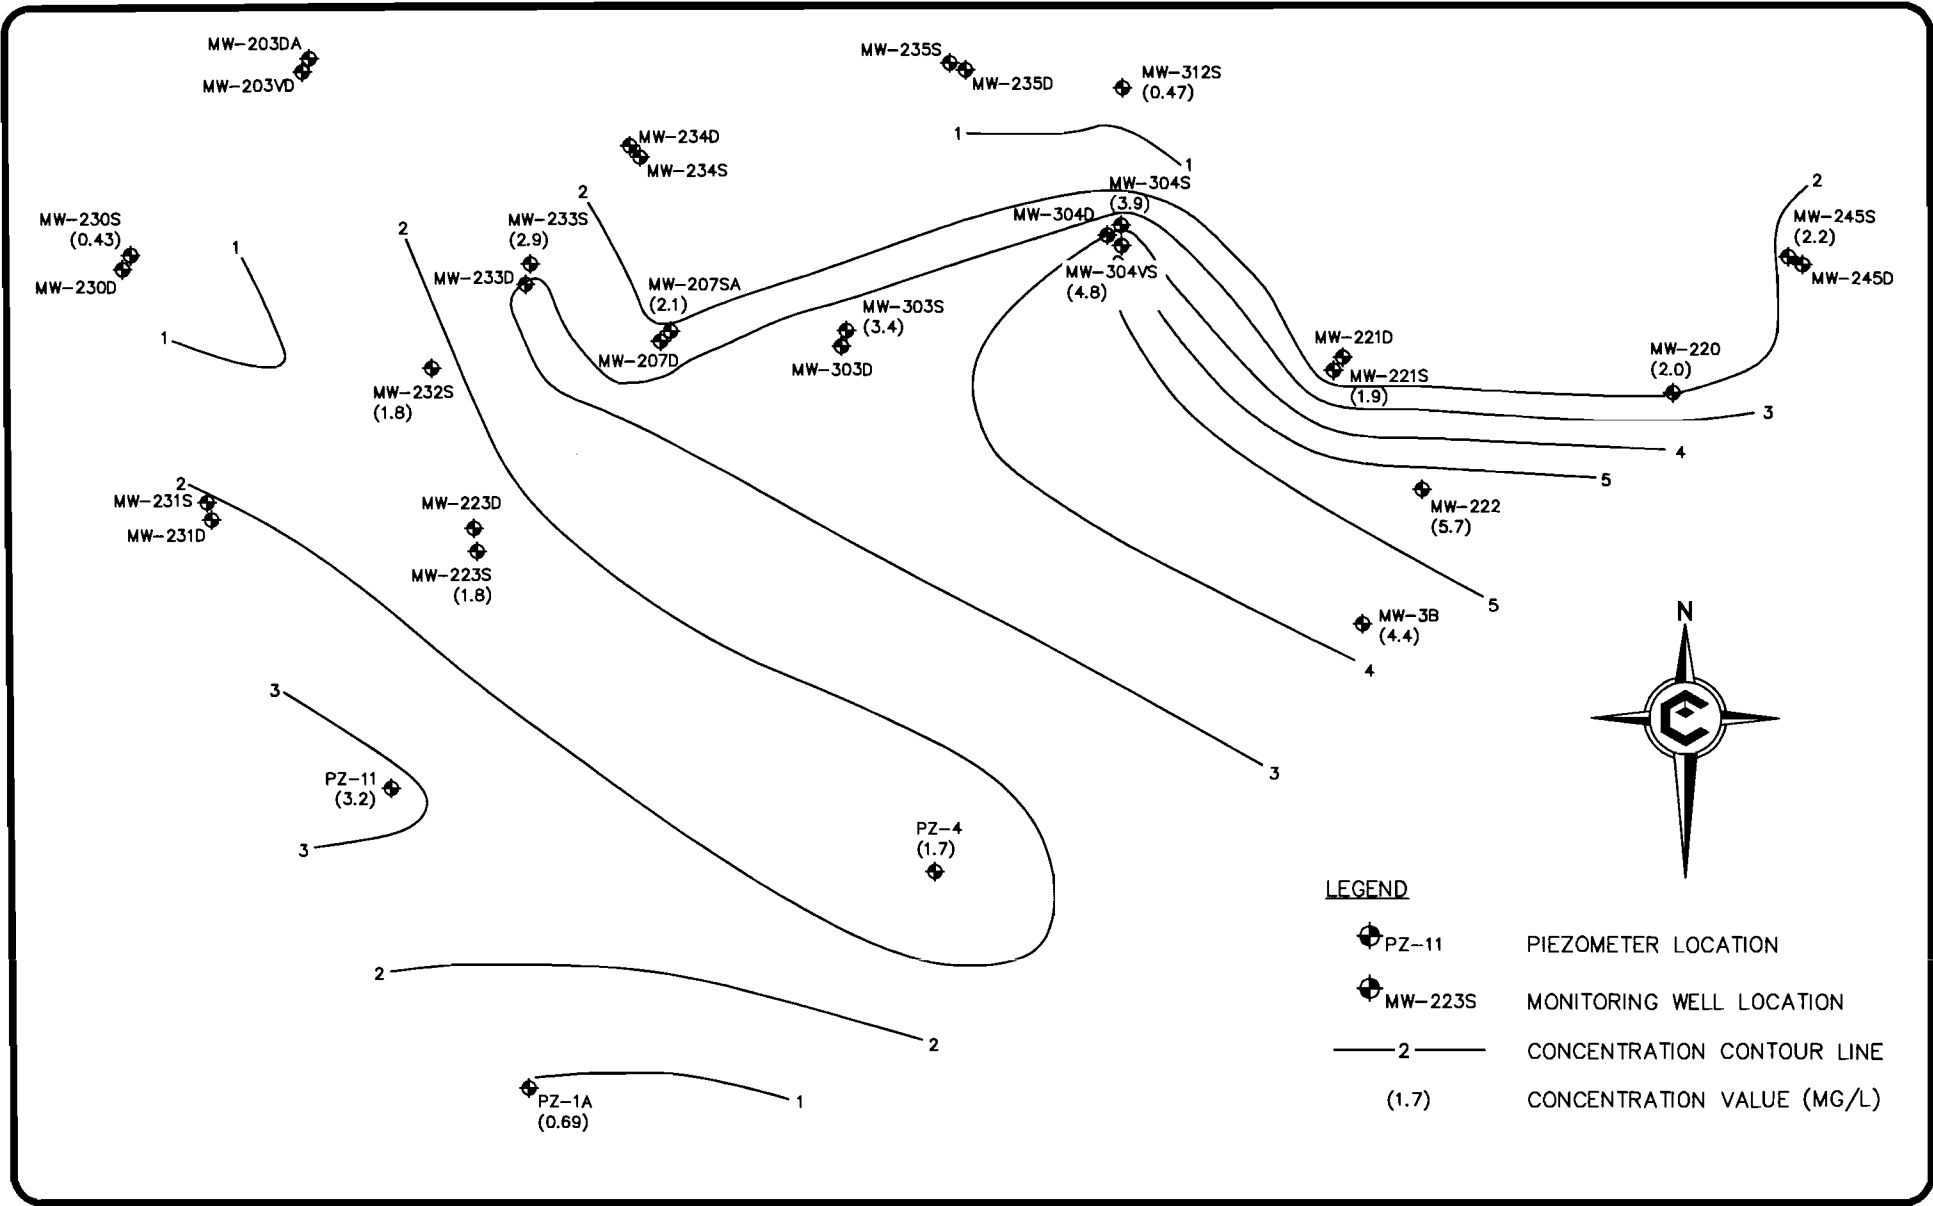 MW-203DA
MW-203VD
MW-235S
MW-235D
MW-312S
(0.47)
1
1
MW-234D
MW-234S
2
MW-304S
(3.9)
MW-304D
MW-304VS
(4.8)
2
MW-245S
(2.2)
MW-245D
MW-230S
(0.43)
MW-230D
1
1
2
MW-233S
(2.9)
MW-233D
MW-207SA
(2.1)
MW-207D
MW-303S
(3.4)
MW-303D
MW-221D
MW-221S
(1.9)
MW-220
(2.0)
3
4
5
MW-232S
(1.8)
2
MW-231S
MW-231D
MW-223D
MW-223S
(1.8)
MW-222
(5.7)
5
MW-3B
(4.4)
4
3
3
PZ-11
(3.2)
3
PZ-4
(1.7)
2
2
PZ-1A
(0.69)
1
N
LEGEND
PZ-11 PIEZOMETER LOCATION
MW-223S MONITORING WELL LOCATION
2 CONCENTRATION CONTOUR LINE
(1.7) CONCENTRATION VALUE (MG/L)